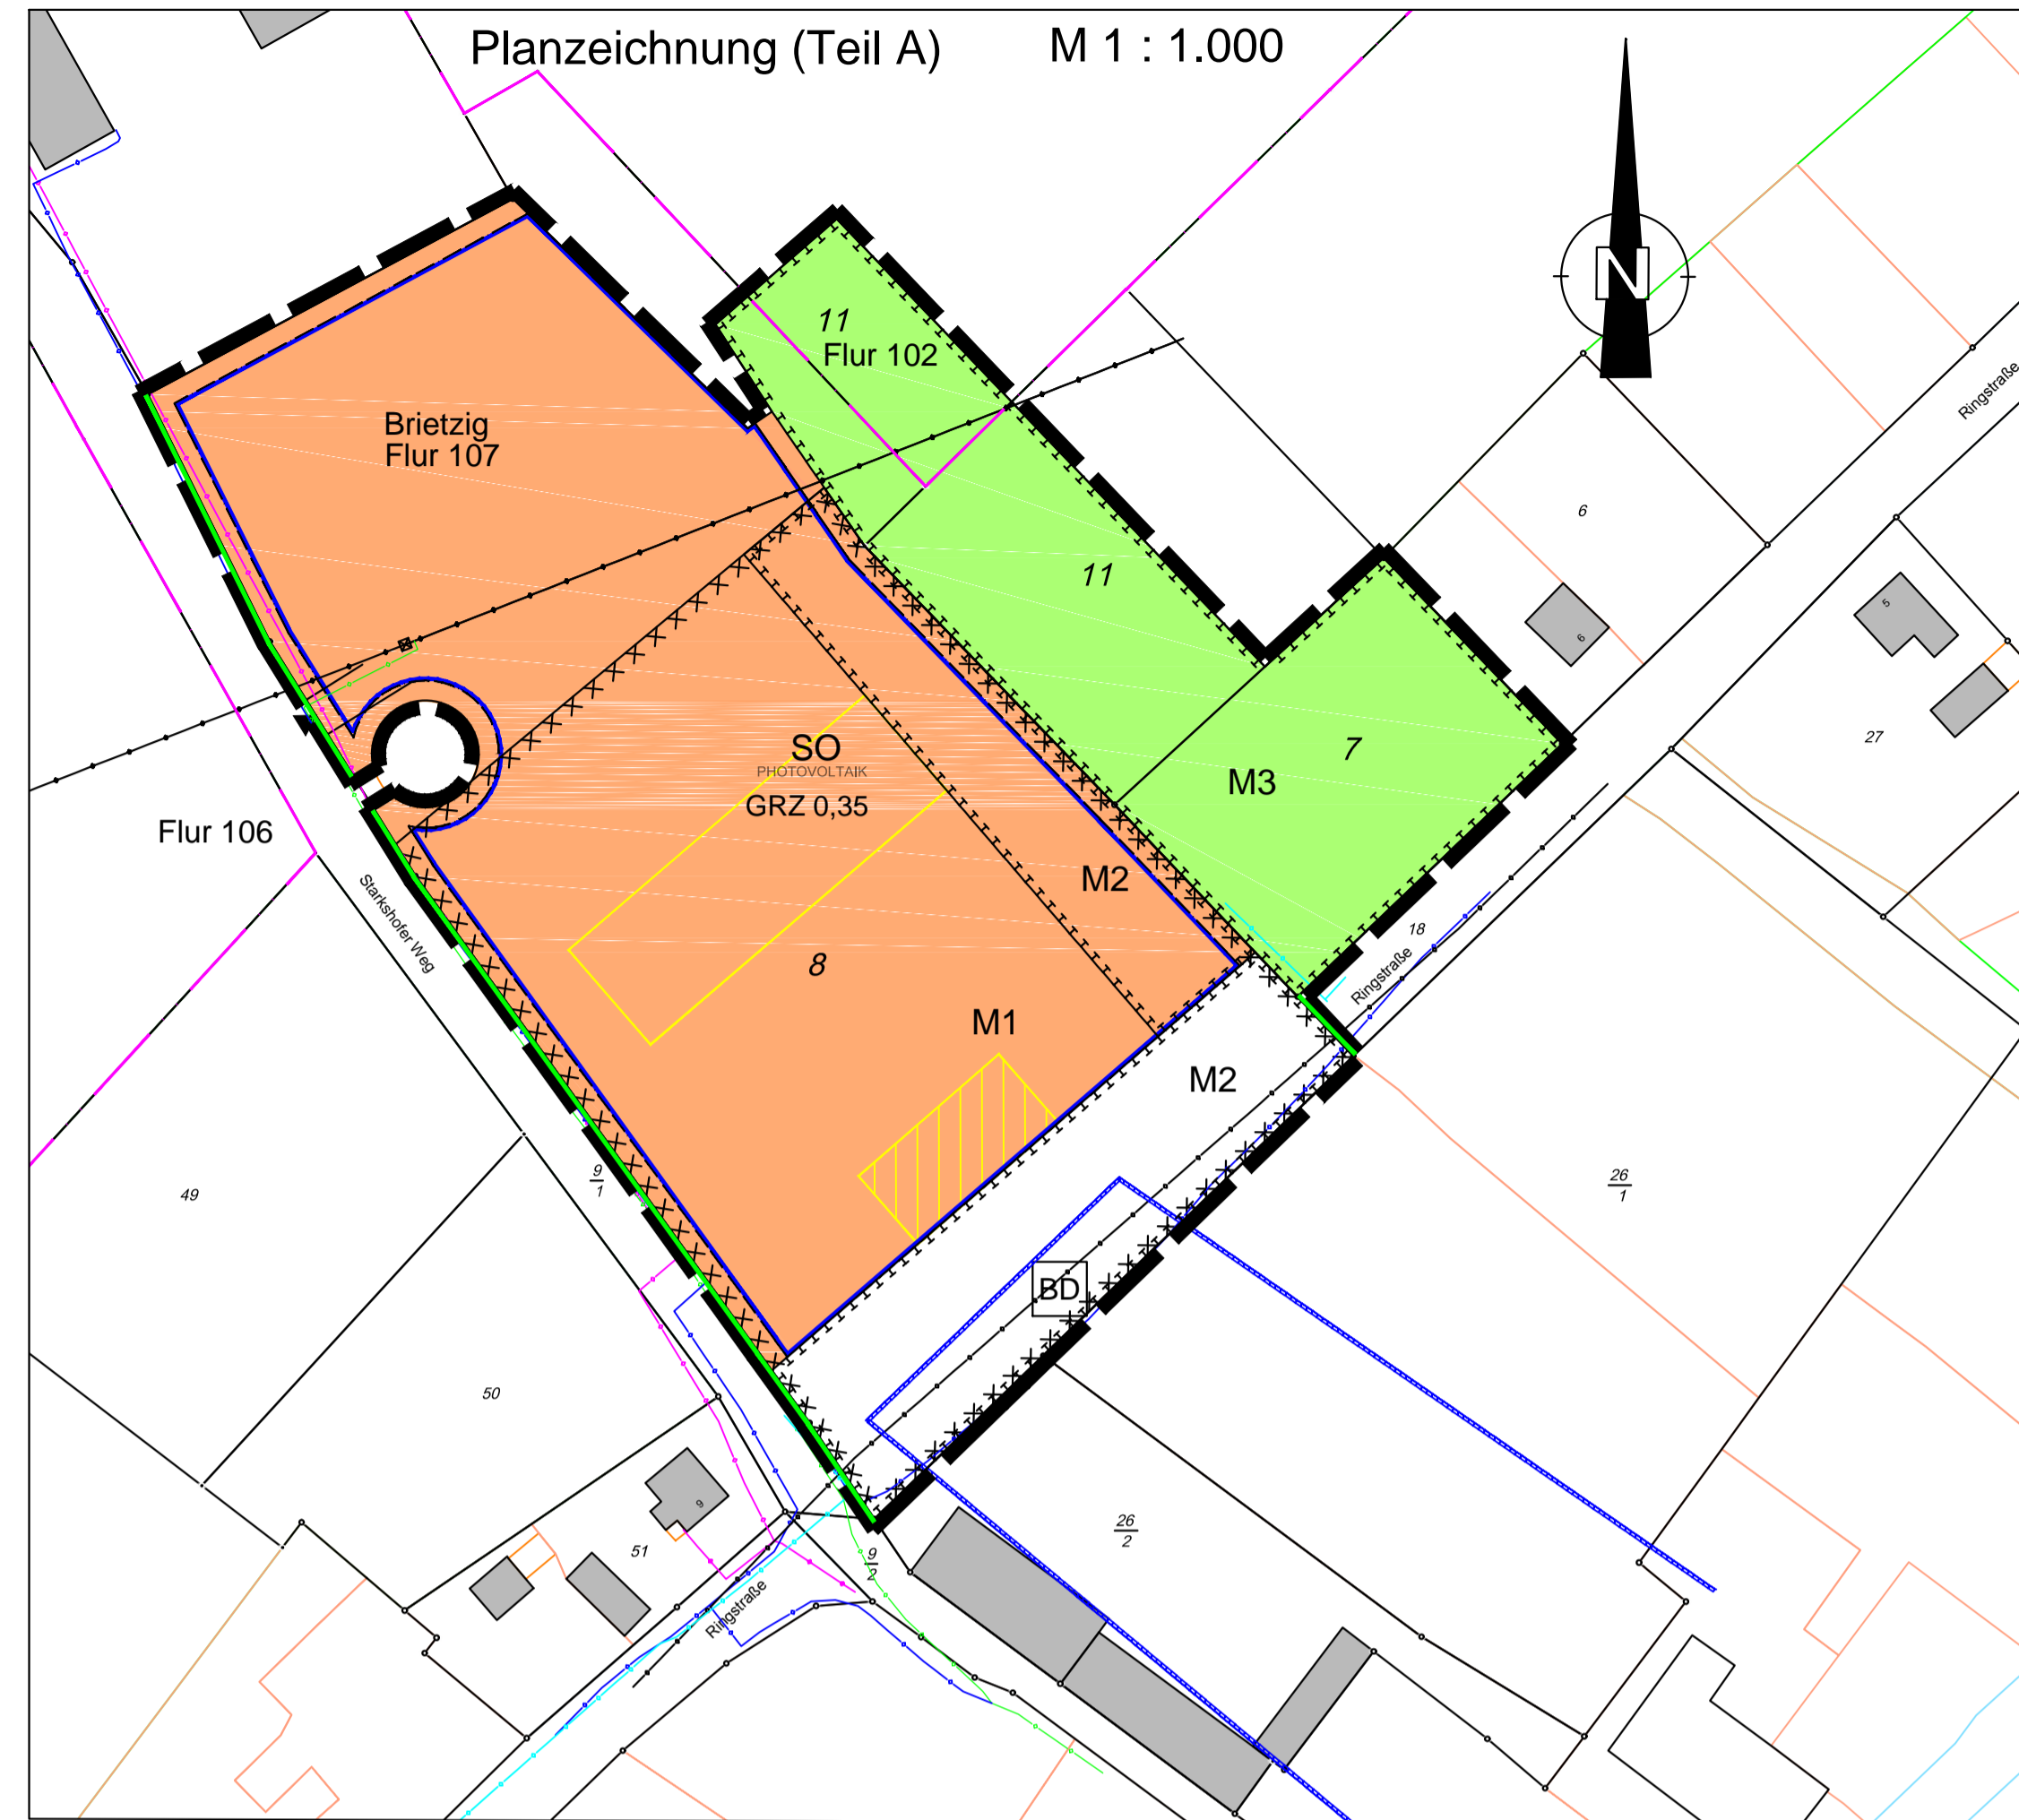 Planzeichnung (Teil A) M 1 : 1.000
N
Ringstraße
11
Flur 102
Brietzig
Flur 107
6
11
5
6
SO
PHOTOVOLTAIK
GRZ 0,35
7
M3
27
Flur 106
Starkshofer Weg
M2
18
Ringstraße
8
M1
M2
9
1
26
1
49
BD
50
9
51
26
2
9
2
Ringstraße